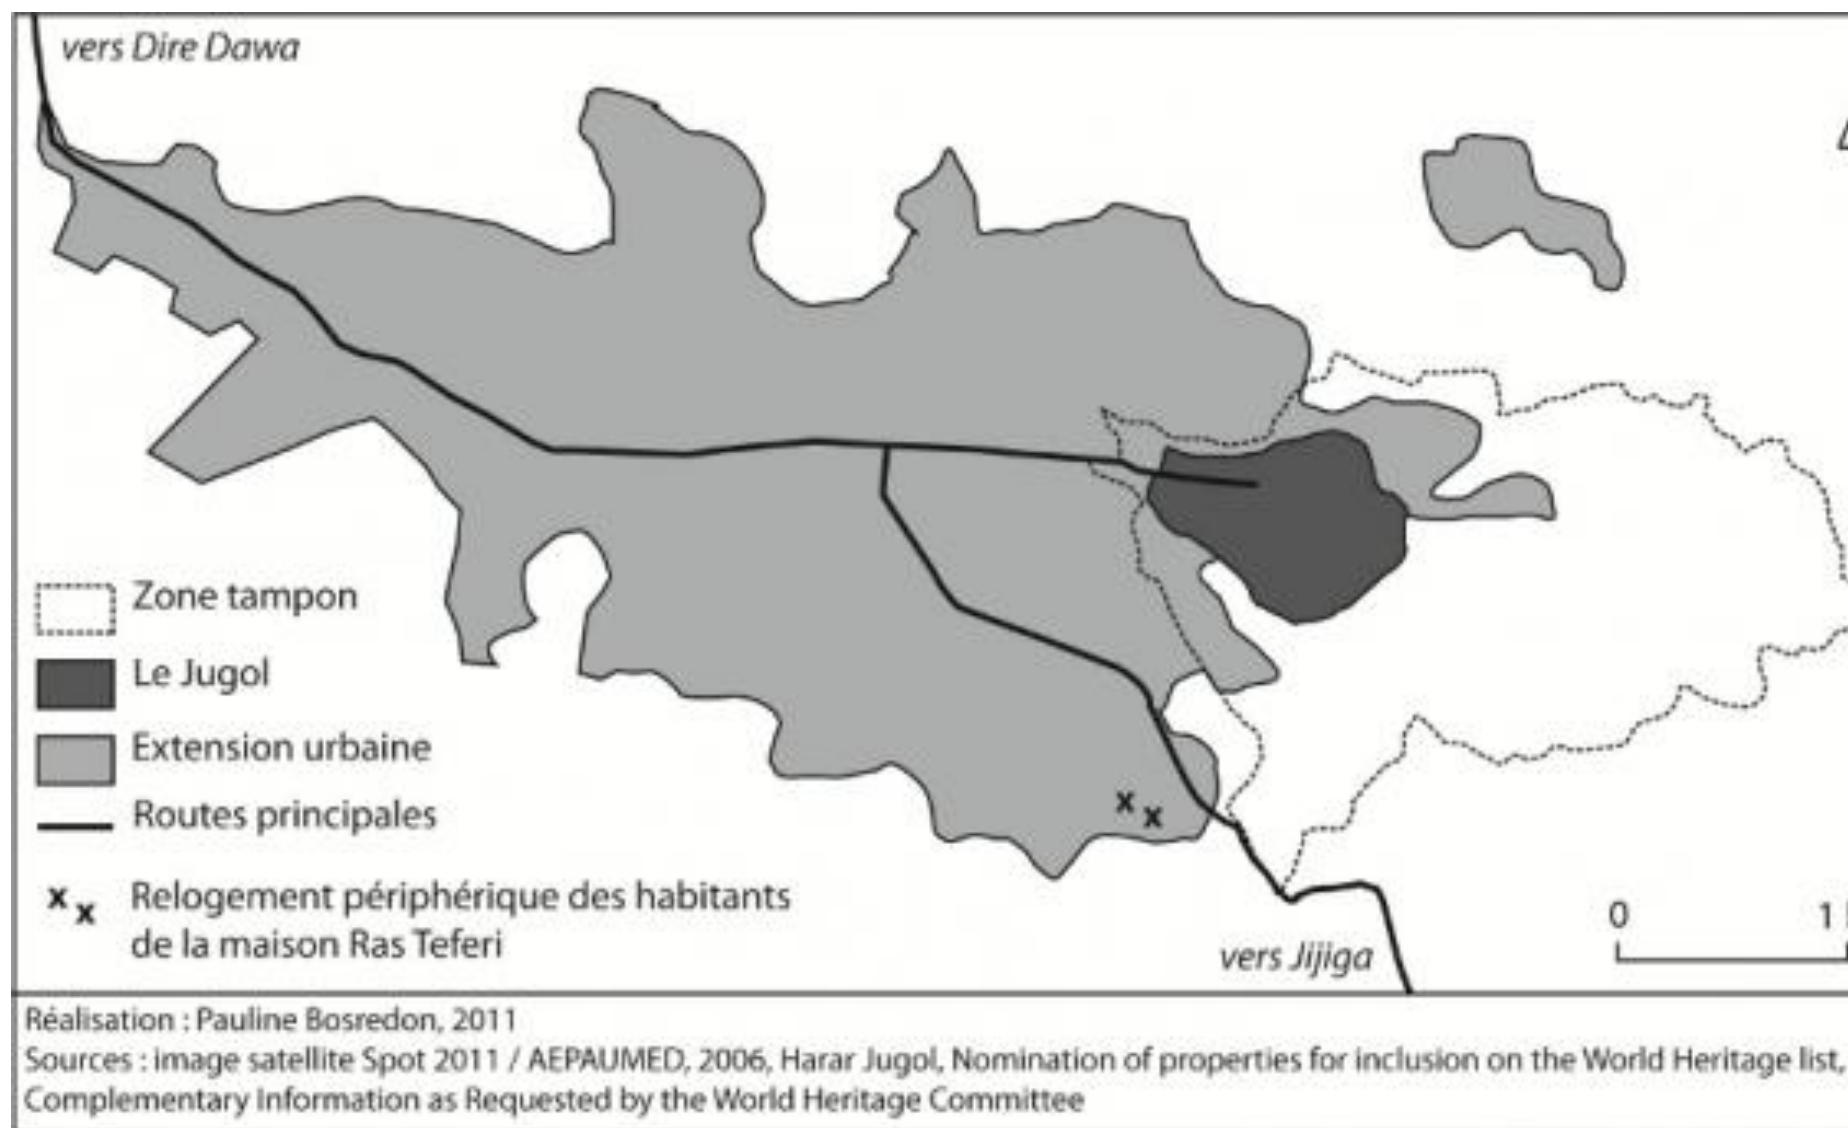 vers Dire Dawa
Zone tampon
Le Jugol
Extension urbaine
Routes principales
x x Relogement périphérique des habitants
de la maison Ras Teferi
x x
0 1
vers Jijiga
Réalisation : Pauline Bosredon, 2011
Sources : image satellite Spot 2011 / AEPAUMED, 2006, Harar Jugol, Nomination of properties for inclusion on the World Heritage list,
Complementary Information as Requested by the World Heritage Committee